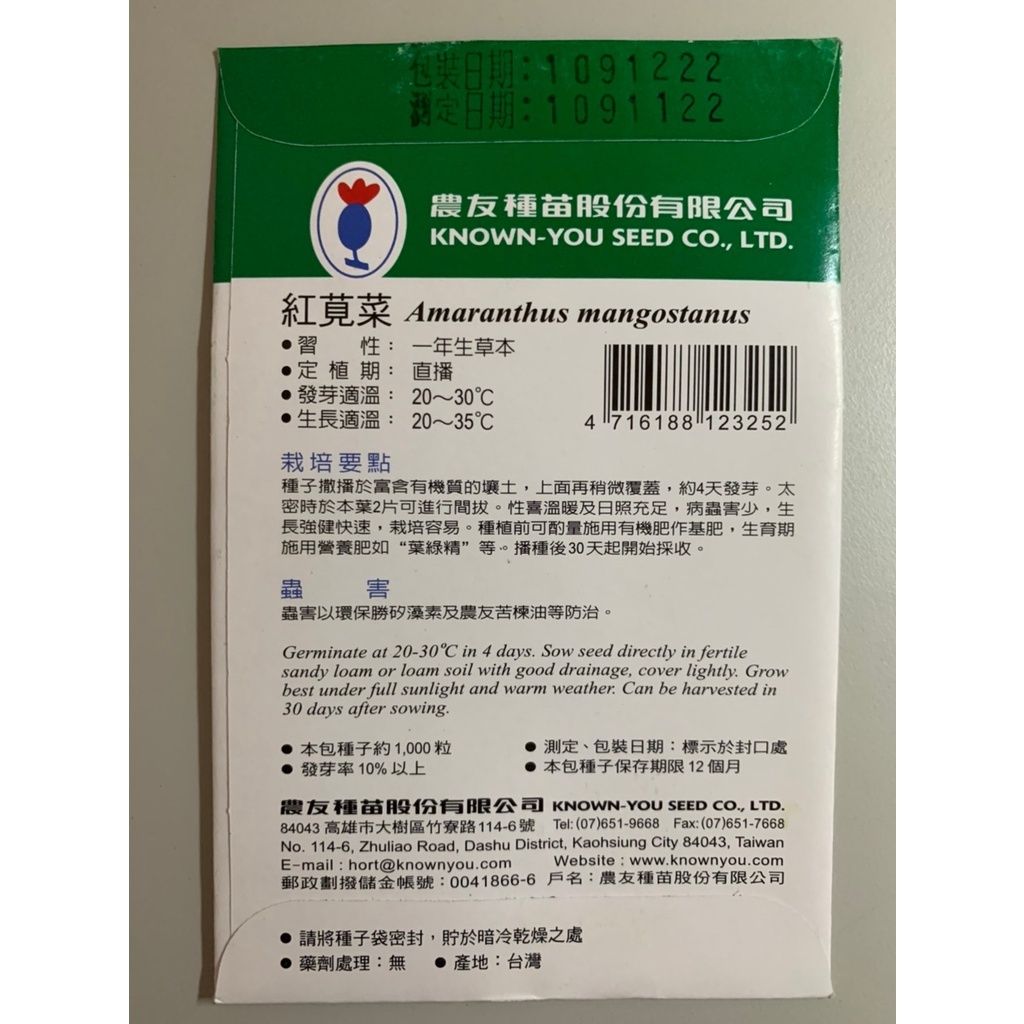 包裝日期:1091222
測定日期:1091122
農友種苗股份有限公司
KNOWN-YOU SEED CO., LTD.
紅莧菜 Amaranthus mangostanus
●習　性： 一年生草本
●定植期： 直播
●發芽適溫： 20～30℃
●生長適溫： 20～35℃
4 716188 123252
栽培要點
種子撒播於富含有機質的壤土，上面再稍微覆蓋，約4天發芽。太
密時於本葉2片可進行間拔。性喜溫暖及日照充足，病蟲害少，生
長強健快速，栽培容易。種植前可酌量施用有機肥作基肥，生育期
施用營養肥如“葉綠精”等。播種後30天起開始採收。
蟲　害
蟲害以環保勝矽藻素及農友苦楝油等防治。
Germinate at 20-30℃ in 4 days. Sow seed directly in fertile
sandy loam or loam soil with good drainage, cover lightly. Grow
best under full sunlight and warm weather. Can be harvested in
30 days after sowing.
●本包種子約1,000粒 ●測定、包裝日期：標示於封口處
●發芽率10%以上 ●本包種子保存期限12個月
農友種苗股份有限公司 KNOWN-YOU SEED CO., LTD.
84043 高雄市大樹區竹寮路114-6號 Tel:(07)651-9668 Fax:(07)651-7668
No. 114-6, Zhuliao Road, Dashu District, Kaohsiung City 84043, Taiwan
E-mail : hort@knownyou.com Website : www.knownyou.com
郵政劃撥儲金帳號：0041866-6 戶名：農友種苗股份有限公司
●請將種子袋密封，貯於暗冷乾燥之處
●藥劑處理：無 ●產地：台灣